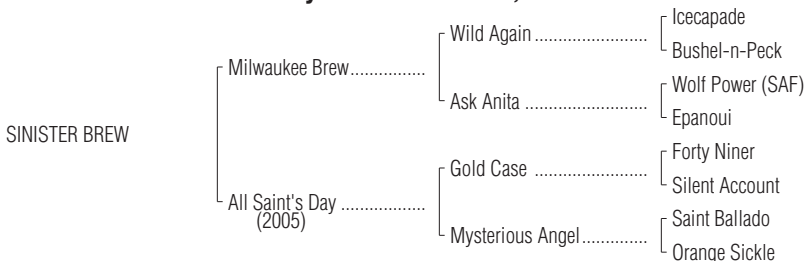 Icecapade
Wild Again
Bushel-n-Peck
Milwaukee Brew
Wolf Power (SAF)
Ask Anita
Epanoui
SINISTER BREW
Forty Niner
Gold Case
Silent Account
All Saint's Day
(2005)
Saint Ballado
Mysterious Angel
Orange Sickle